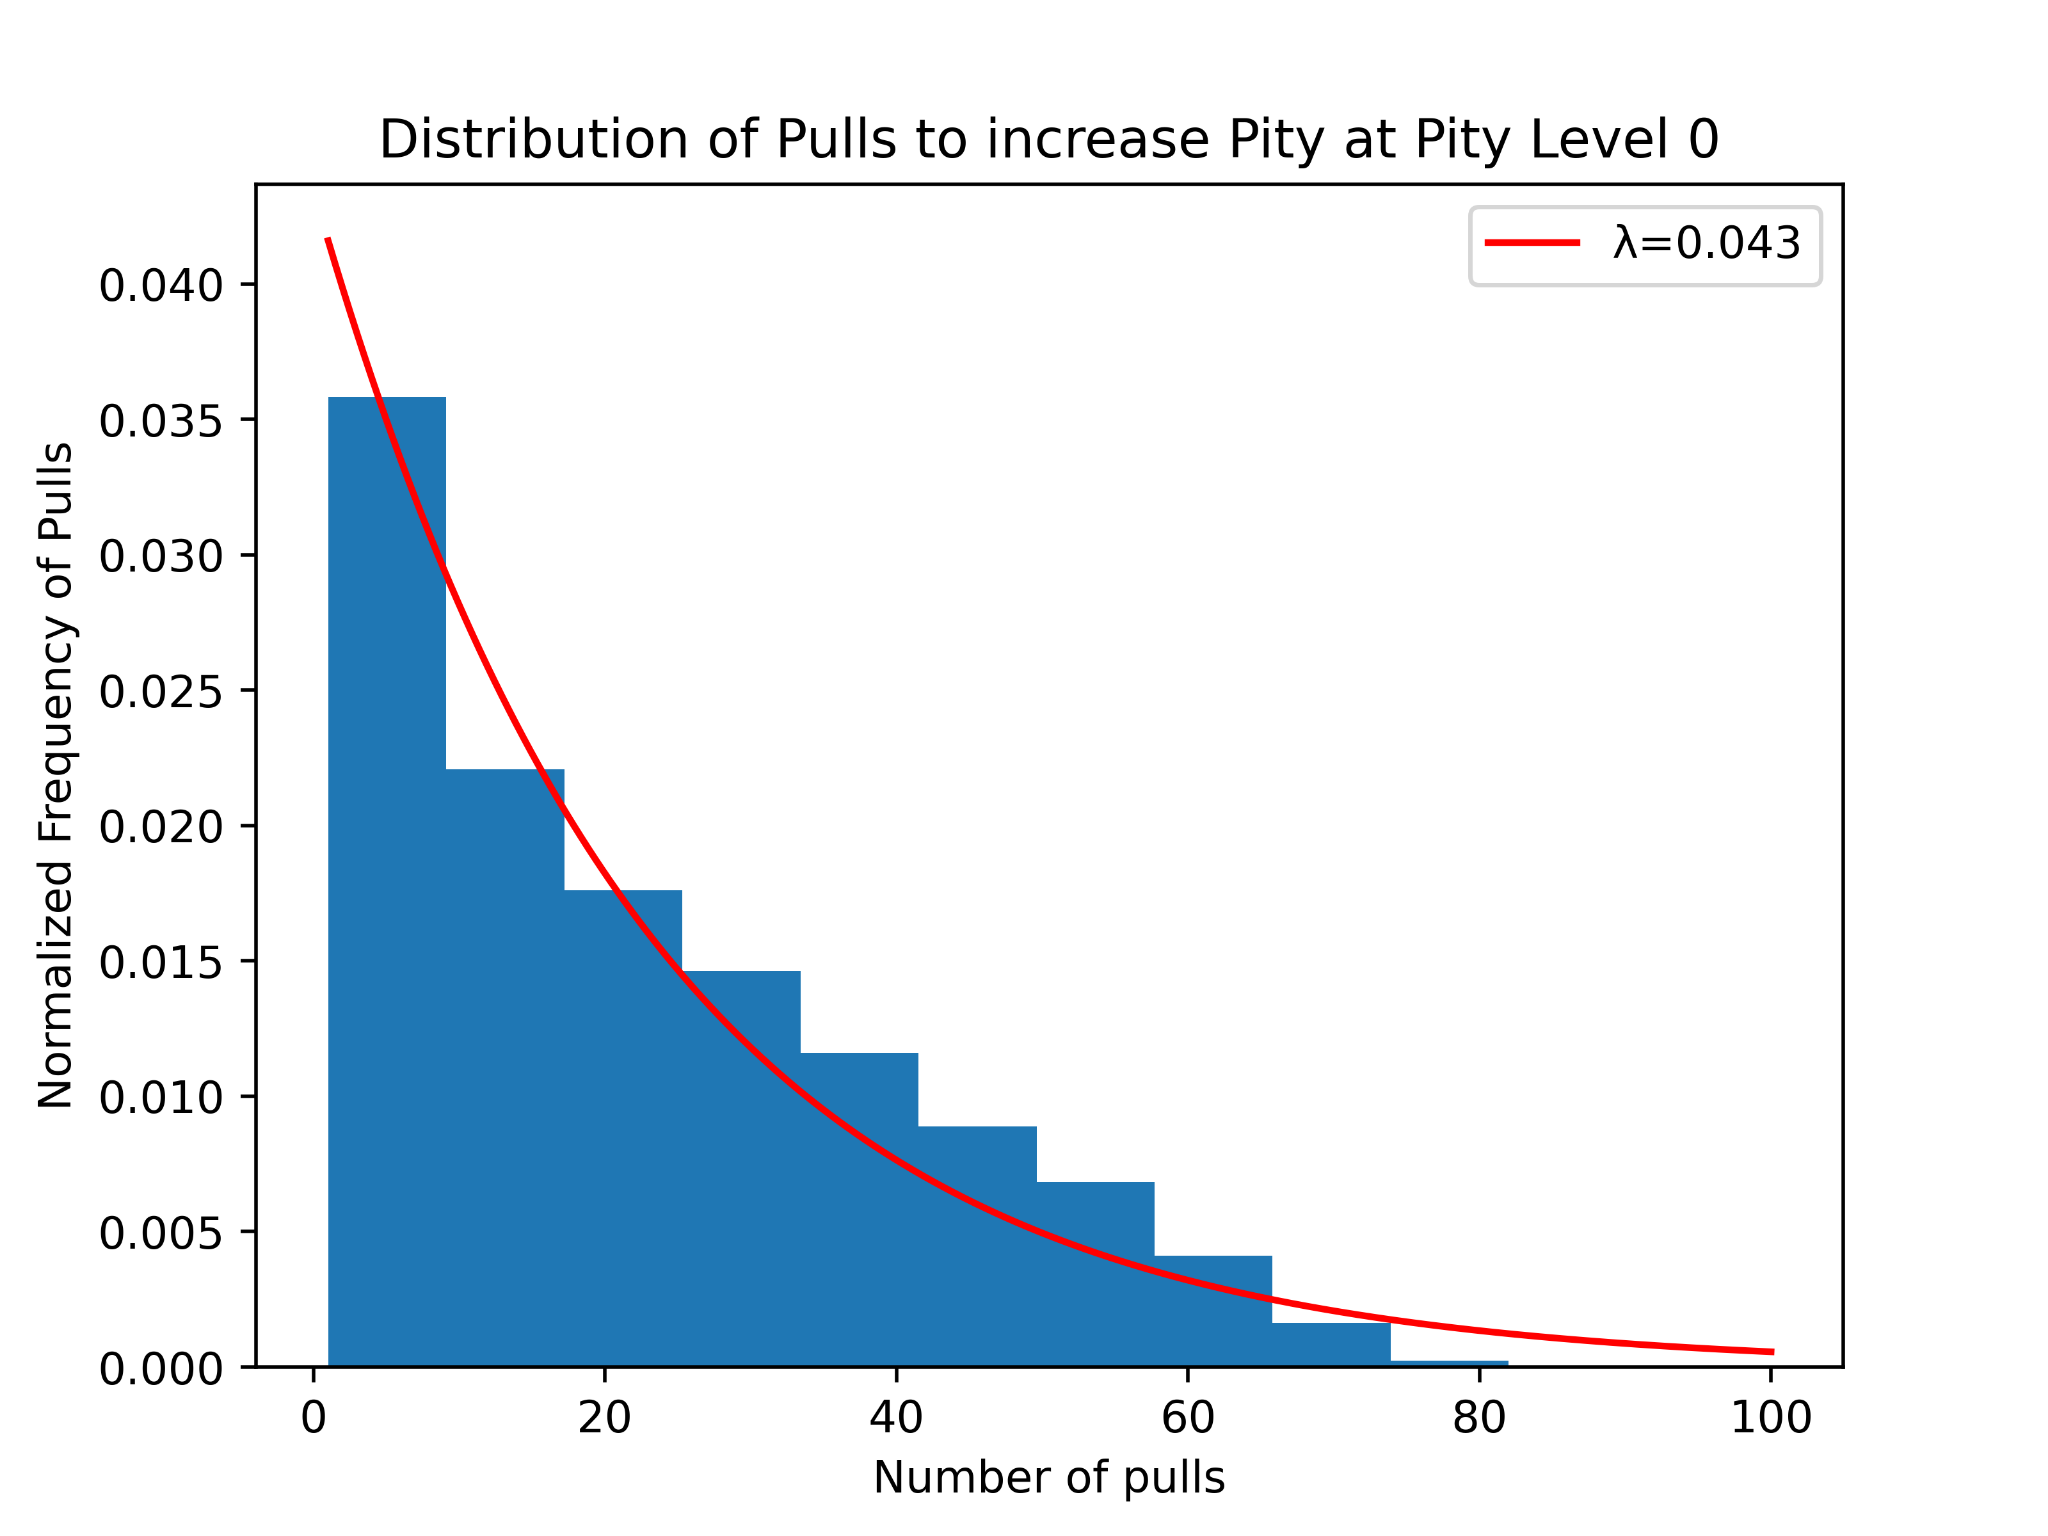 Distribution of Pulls to increase Pity at Pity Level 0
λ=0.043
Normalized Frequency of Pulls
0.040
0.035
0.030
0.025
0.020
0.015
0.010
0.005
0.000
0 20 40 60 80 100
Number of pulls